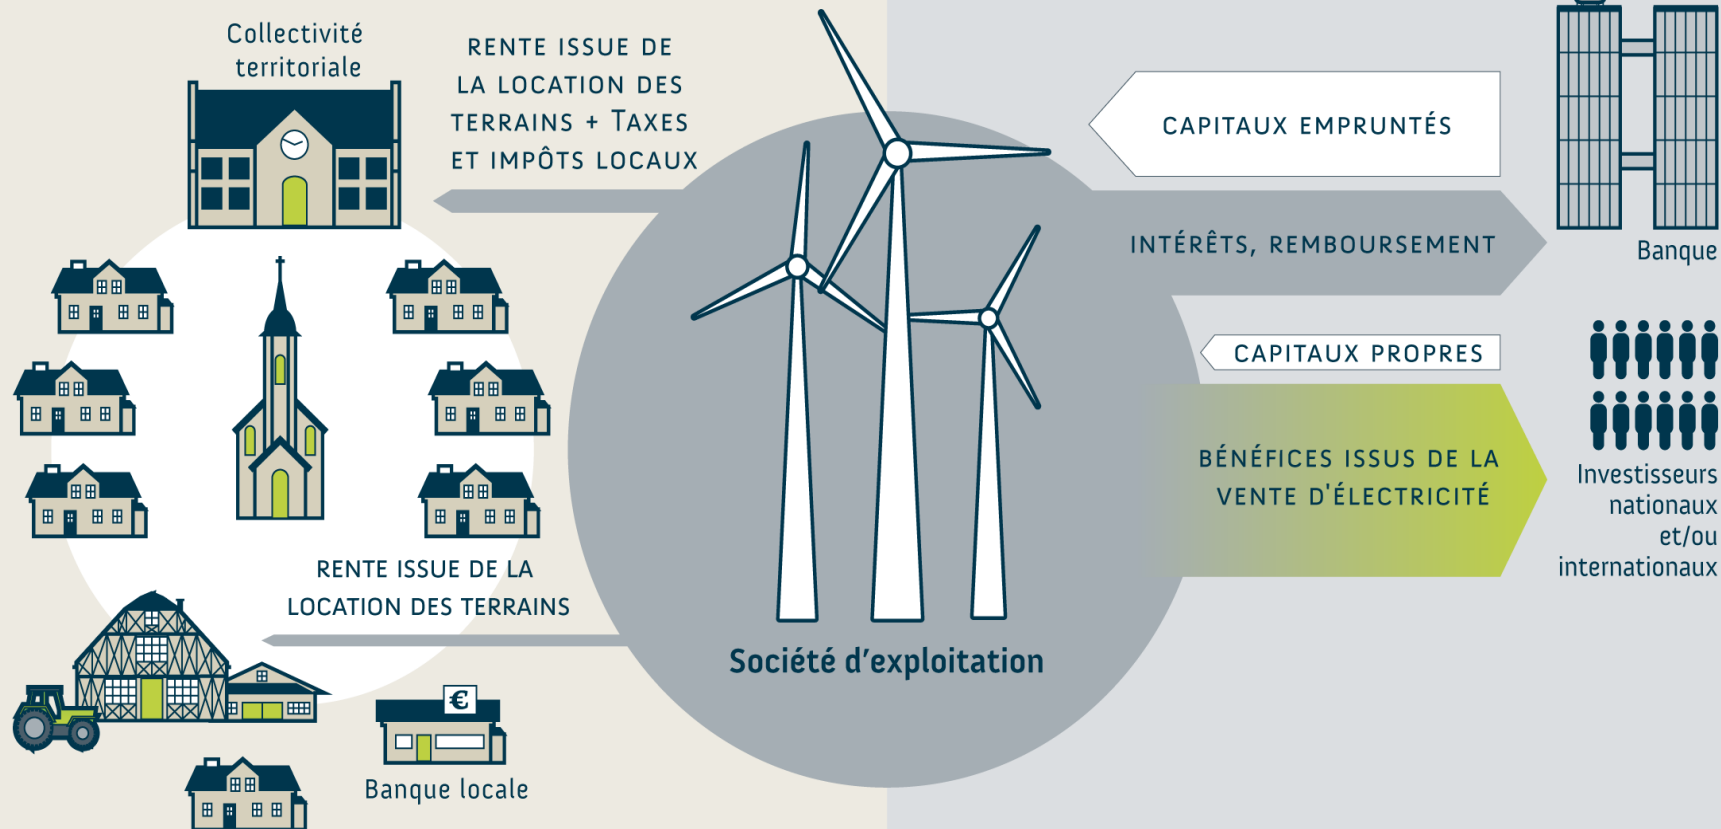 Collectivité
territoriale
RENTE ISSUE DE
LA LOCATION DES
TERRAINS + TAXES
ET IMPÔTS LOCAUX
CAPITAUX EMPRUNTÉS
INTÉRÊTS, REMBOURSEMENT
Banque
CAPITAUX PROPRES
BÉNÉFICES ISSUS DE LA
VENTE D'ÉLECTRICITÉ
Investisseurs
nationaux
et/ou
internationaux
RENTE ISSUE DE LA
LOCATION DES TERRAINS
Société d'exploitation
€
Banque locale